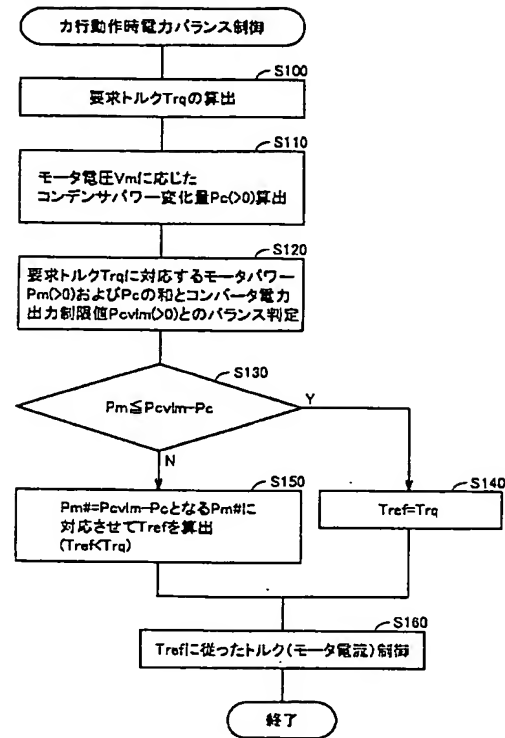 力行動作時電力バランス制御
S100
要求トルクTrqの算出
S110
モータ電圧Vmに応じた
コンデンサパワー変化量Pc(>0)算出
S120
要求トルクTrqに対応するモータパワー
Pm(>0)およびPcの和とコンバータ電力
出力制限値Pcvlm(>0)とのバランス判定
S130
Pm≦Pcvlm-Pc
Y
N
S150
Pm#=Pcvlm-PcとなるPm#に
対応させてTrefを算出
(Tref<Trq)
S140
Tref=Trq
S160
Trefに従ったトルク(モータ電流)制御
終了